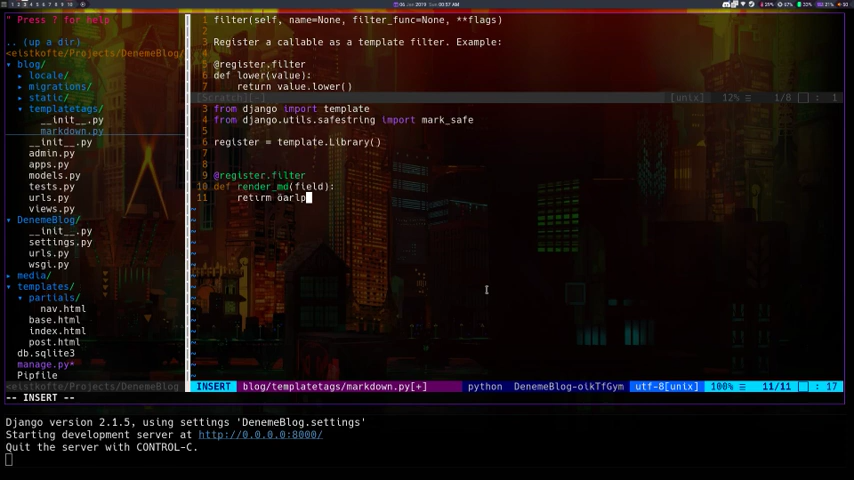 06 Jan 2019 00:57 AM
" Press ? for help
.. (up a dir)
<eistkofte/Projects/DenemeBlog/
▾ blog/
▸ locale/
▸ migrations/
▸ static/
▾ templatetags/
__init__.py
markdown.py
__init__.py
admin.py
apps.py
models.py
tests.py
urls.py
views.py
▾ DenemeBlog/
__init__.py
settings.py
urls.py
wsgi.py
▸ media/
▾ templates/
▾ partials/
nav.html
base.html
index.html
post.html
db.sqlite3
manage.py*
Pipfile
<eistkofte/Projects/DenemeBlog
1 filter(self, name=None, filter_func=None, **flags)
2
3 Register a callable as a template filter. Example:
4
5 @register.filter
6 def lower(value):
7 return value.lower()
[Scratch][-] [unix] 12% 1/8 : 1
3 from django import template
4 from django.utils.safestring import mark_safe
5
6 register = template.Library()
7
8
9 @register.filter
10 def render_md(field):
11 retırm öarlp
INSERT blog/templatetags/markdown.py[+] python DenemeBlog-oikTfGym utf-8[unix] 100% 11/11 : 17
-- INSERT --
Django version 2.1.5, using settings 'DenemeBlog.settings'
Starting development server at http://0.0.0.0:8000/
Quit the server with CONTROL-C.